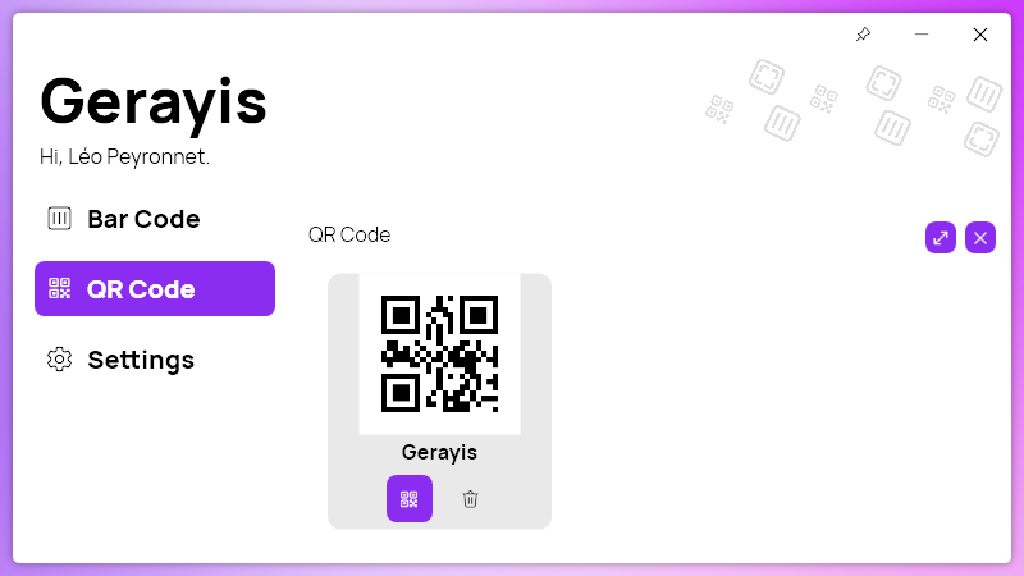 Gerayis
Hi, Léo Peyronnet.
Bar Code
QR Code
Settings
QR Code
Gerayis